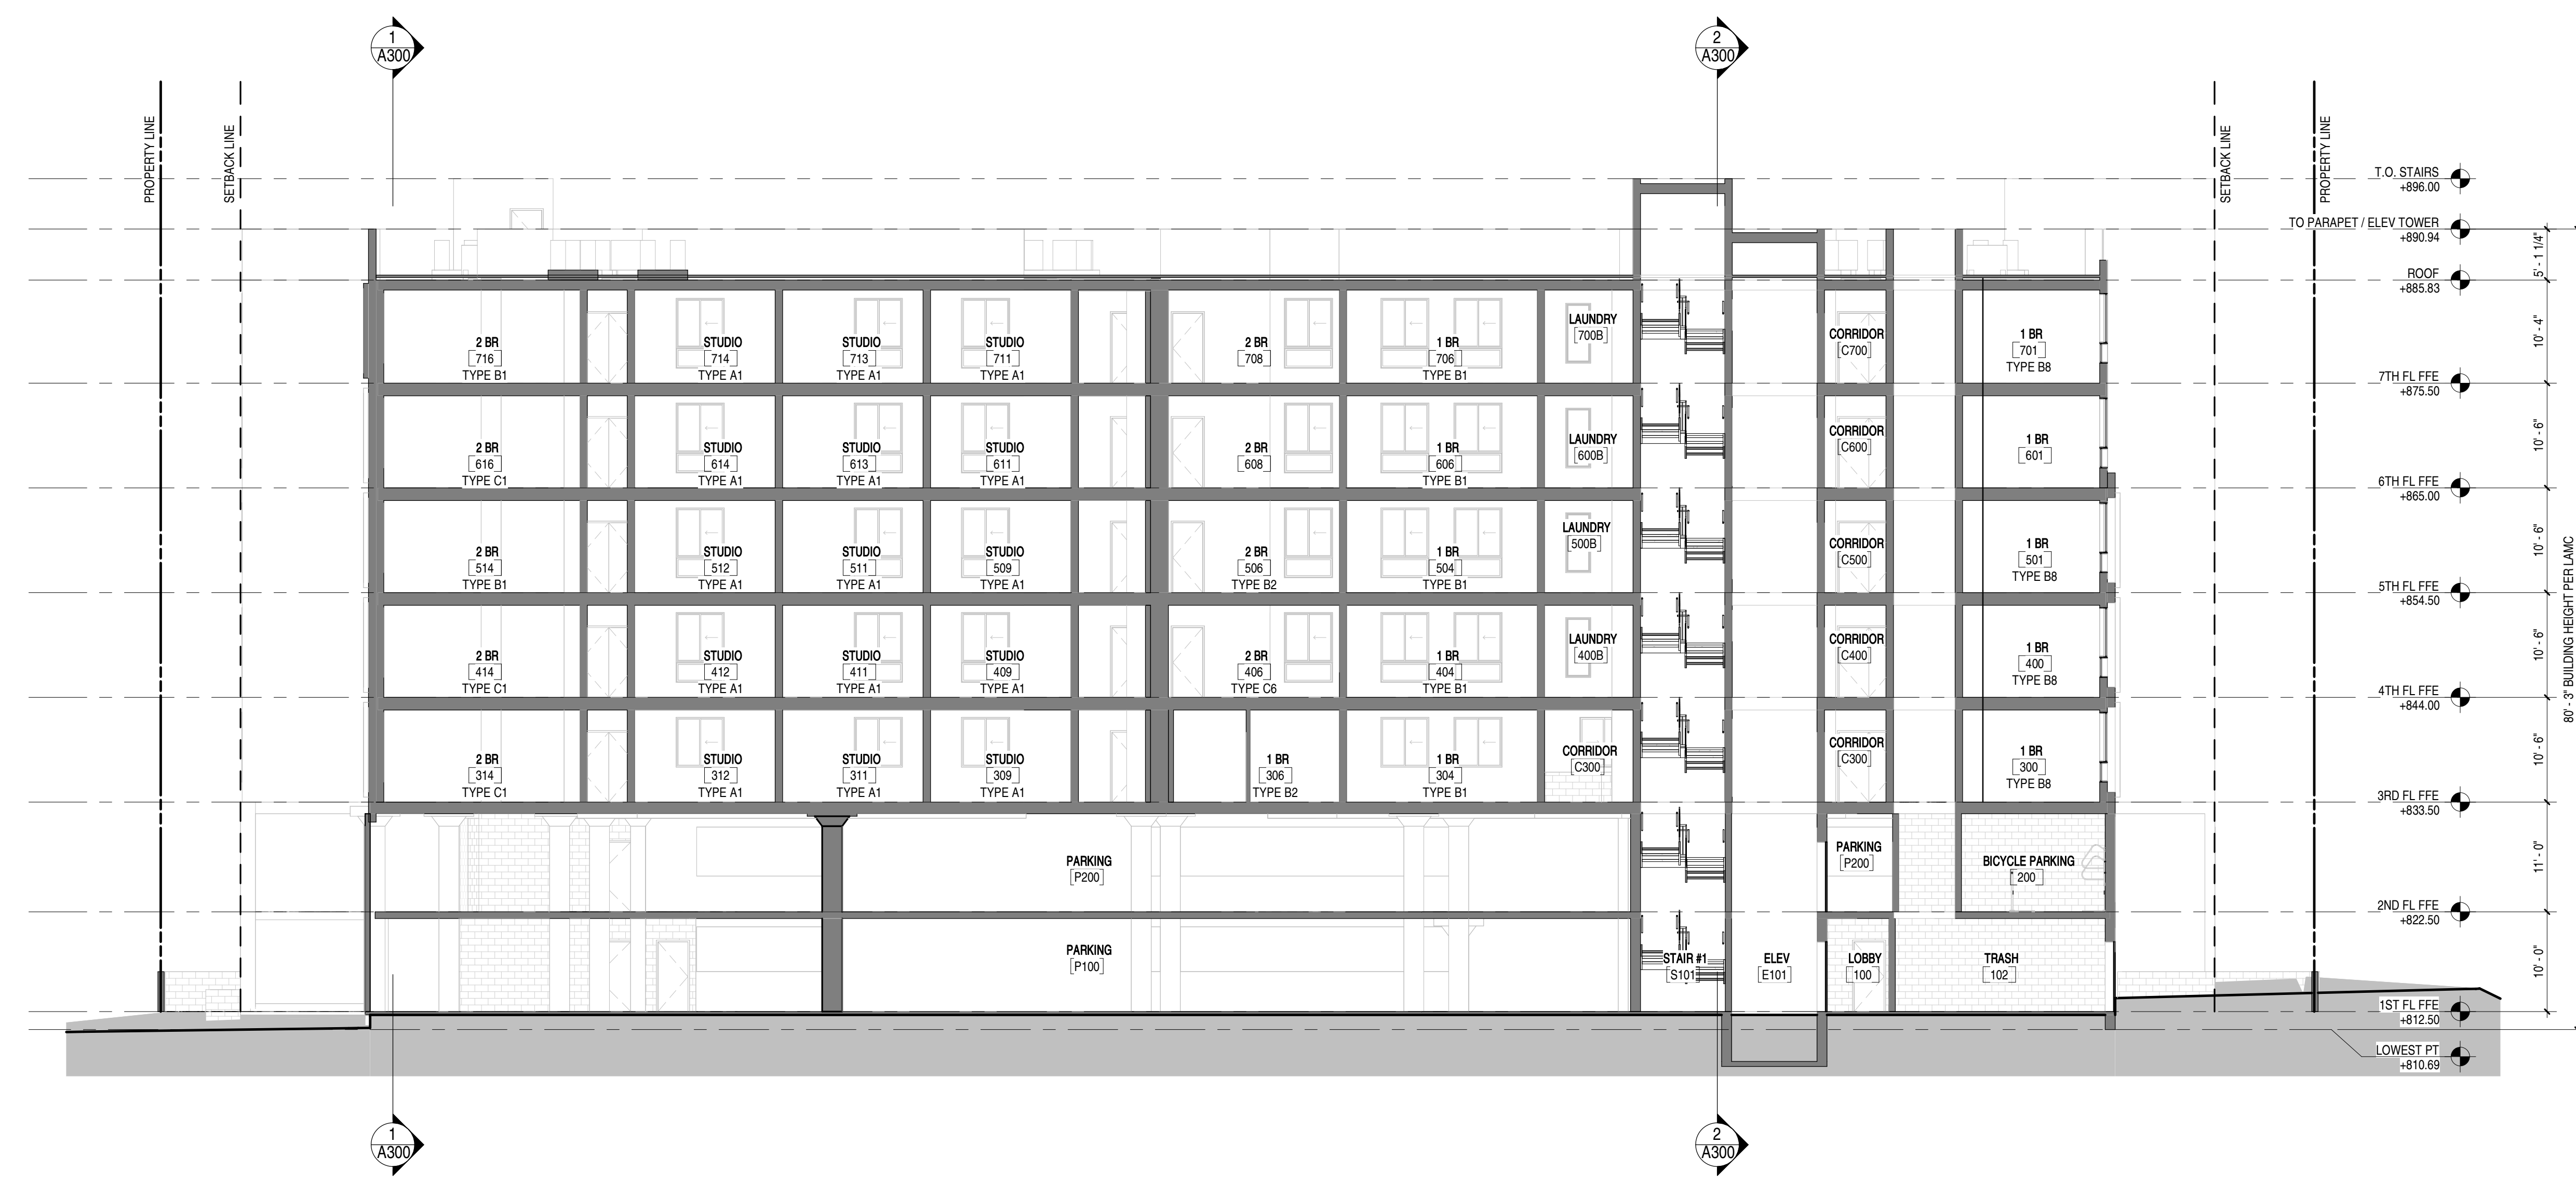 1
A300
2
A300
PROPERTY LINE
SETBACK LINE
SETBACK LINE
PROPERTY LINE
T.O. STAIRS
+896.00
TO PARAPET / ELEV TOWER
+890.94
5' - 1 1/4"
ROOF
+885.83
2 BR
716
TYPE B1
STUDIO
714
TYPE A1
STUDIO
713
TYPE A1
STUDIO
711
TYPE A1
2 BR
708
1 BR
706
TYPE B1
LAUNDRY
700B
CORRIDOR
C700
1 BR
701
TYPE B8
10' - 4"
7TH FL FFE
+875.50
2 BR
616
TYPE C1
STUDIO
614
TYPE A1
STUDIO
613
TYPE A1
STUDIO
611
TYPE A1
2 BR
608
1 BR
606
TYPE B1
LAUNDRY
600B
CORRIDOR
C600
1 BR
601
10' - 6"
6TH FL FFE
+865.00
2 BR
514
TYPE B1
STUDIO
512
TYPE A1
STUDIO
511
TYPE A1
STUDIO
509
TYPE A1
2 BR
506
TYPE B2
1 BR
504
TYPE B1
LAUNDRY
500B
CORRIDOR
C500
1 BR
501
TYPE B8
10' - 6"
5TH FL FFE
+854.50
2 BR
414
TYPE C1
STUDIO
412
TYPE A1
STUDIO
411
TYPE A1
STUDIO
409
TYPE A1
2 BR
406
TYPE C6
1 BR
404
TYPE B1
LAUNDRY
400B
CORRIDOR
C400
1 BR
400
TYPE B8
10' - 6"
80' - 3" BUILDING HEIGHT PER LAMC
4TH FL FFE
+844.00
2 BR
314
TYPE C1
STUDIO
312
TYPE A1
STUDIO
311
TYPE A1
STUDIO
309
TYPE A1
1 BR
306
TYPE B2
1 BR
304
TYPE B1
CORRIDOR
C300
CORRIDOR
C300
1 BR
300
TYPE B8
10' - 6"
3RD FL FFE
+833.50
PARKING
P200
PARKING
P200
BICYCLE PARKING
200
11' - 0"
2ND FL FFE
+822.50
PARKING
P100
STAIR #1
S101
ELEV
E101
LOBBY
100
TRASH
102
10' - 0"
1ST FL FFE
+812.50
LOWEST PT
+810.69
1
A300
2
A300